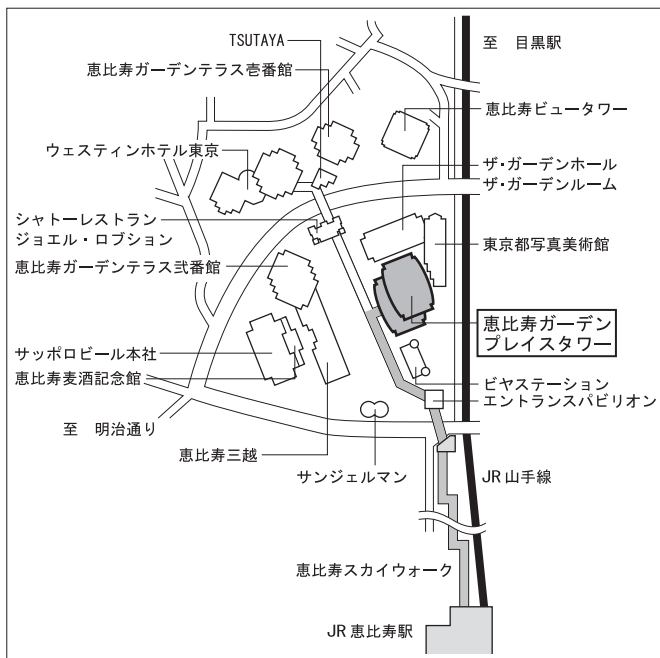 TSUTAYA
至　目黒駅
恵比寿ガーデンテラス壱番館
恵比寿ビュータワー
ウェスティンホテル東京
ザ・ガーデンホール
ザ・ガーデンルーム
シャトーレストラン
ジョエル・ロブション
東京都写真美術館
恵比寿ガーデンテラス弐番館
恵比寿ガーデン
プレイスタワー
サッポロビール本社
恵比寿麦酒記念館
ビヤステーション
エントランスパビリオン
至　明治通り
恵比寿三越
サンジェルマン
JR山手線
恵比寿スカイウォーク
JR恵比寿駅